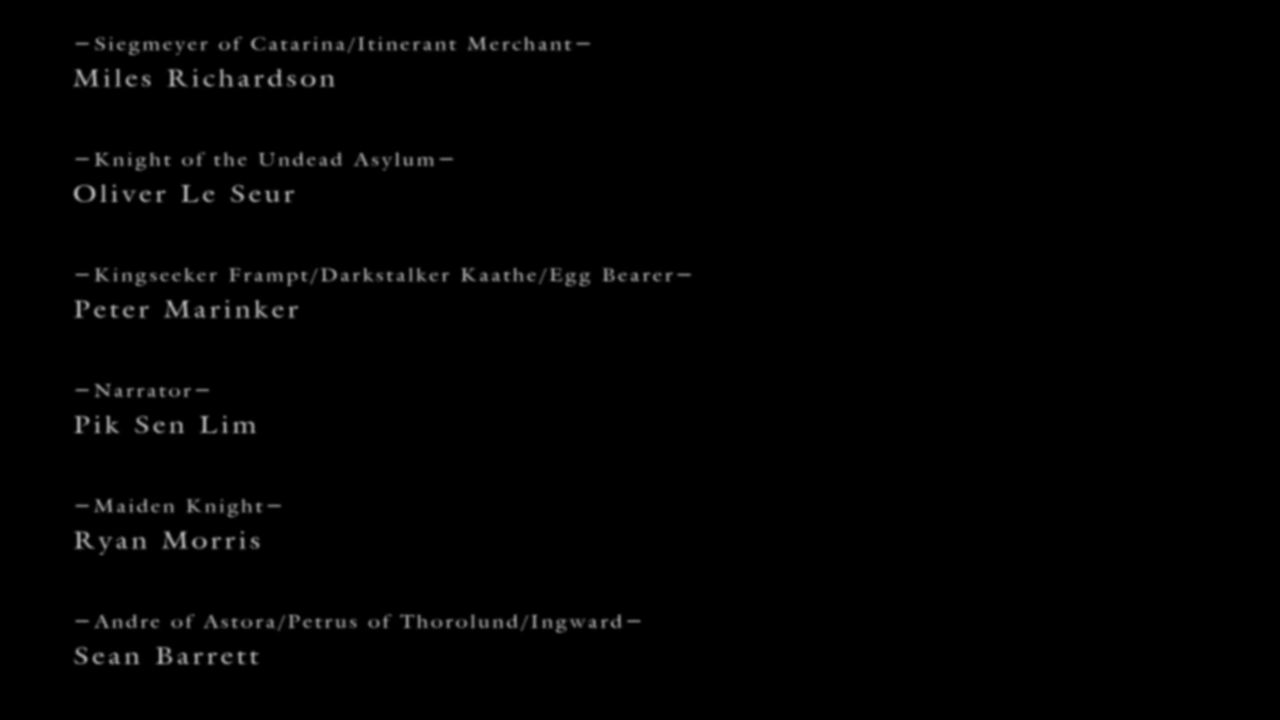 —Siegmeyer of Catarina/Itinerant Merchant—
Miles Richardson
—Knight of the Undead Asylum—
Oliver Le Seur
—Kingseeker Frampt/Darkstalker Kaathe/Egg Bearer—
Peter Marinker
—Narrator—
Pik Sen Lim
—Maiden Knight—
Ryan Morris
—Andre of Astora/Petrus of Thorolund/Ingward—
Sean Barrett